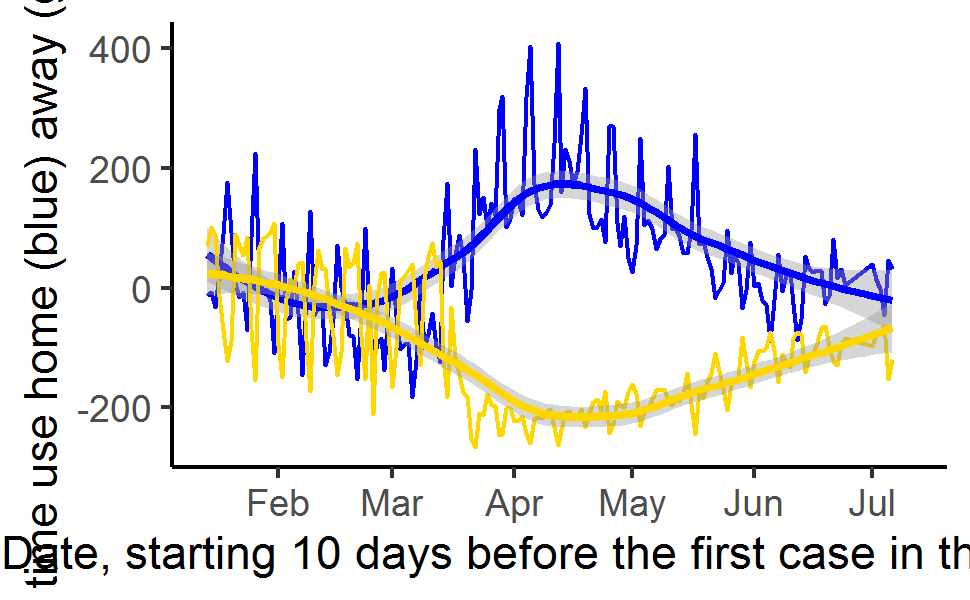 time use home (blue) away (
400
200
0
-200
Feb Mar Apr May Jun Jul
Date, starting 10 days before the first case in th